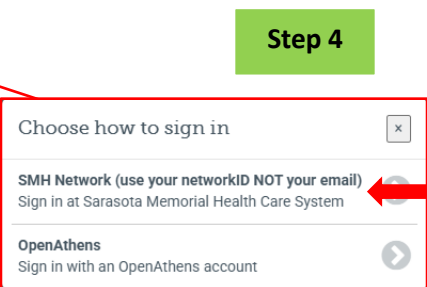 Step 4
Choose how to sign in
×
SMH Network (use your networkID NOT your email)
Sign in at Sarasota Memorial Health Care System
OpenAthens
Sign in with an OpenAthens account